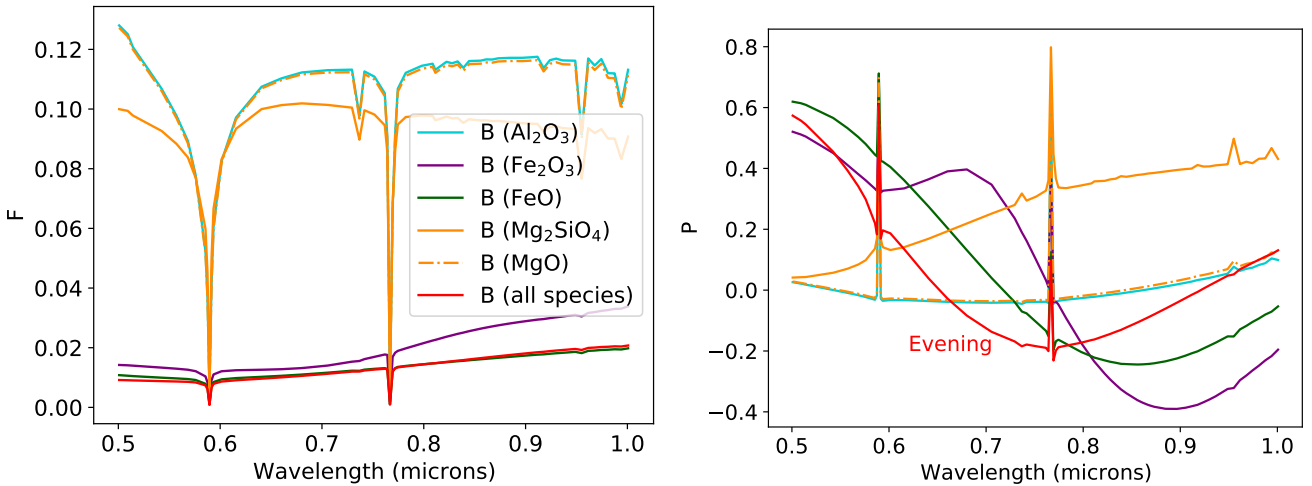 0.12
0.10
0.08
0.06
0.04
0.02
0.00
F
0.5 0.6 0.7 0.8 0.9 1.0
Wavelength (microns)
B (Al₂O₃)
B (Fe₂O₃)
B (FeO)
B (Mg₂SiO₄)
B (MgO)
B (all species)
0.8
0.6
0.4
0.2
0.0
−0.2
−0.4
P
Evening
0.5 0.6 0.7 0.8 0.9 1.0
Wavelength (microns)